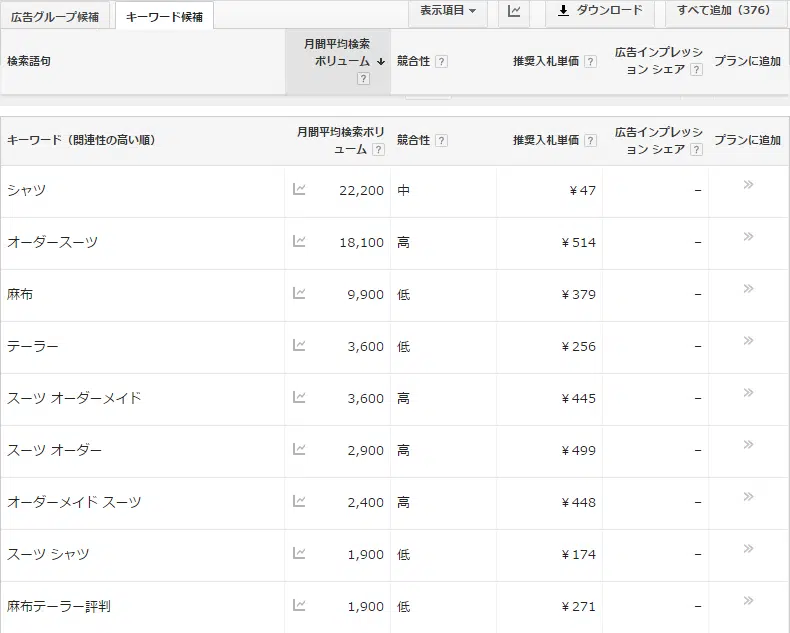 広告グループ候補 キーワード候補 表示項目 ダウンロード すべて追加（376）
検索語句 月間平均検索ボリューム ? 競合性 ? 推奨入札単価 ? 広告インプレッション シェア ? プランに追加
キーワード（関連性の高い順） 月間平均検索ボリューム ? 競合性 ? 推奨入札単価 ? 広告インプレッション シェア ? プランに追加
シャツ 22,200 中 ¥47 –
オーダースーツ 18,100 高 ¥514 –
麻布 9,900 低 ¥379 –
テーラー 3,600 低 ¥256 –
スーツ オーダーメイド 3,600 高 ¥445 –
スーツ オーダー 2,900 高 ¥499 –
オーダーメイド スーツ 2,400 高 ¥448 –
スーツ シャツ 1,900 低 ¥174 –
麻布テーラー評判 1,900 低 ¥271 –